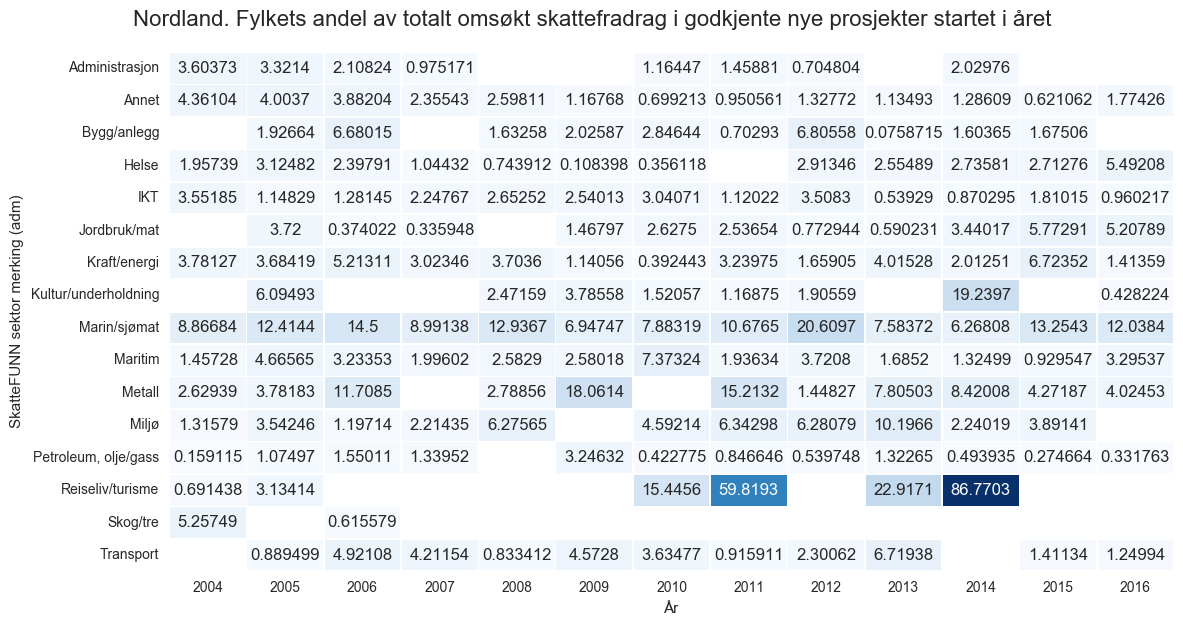 Nordland. Fylkets andel av totalt omsøkt skattefradrag i godkjente nye prosjekter startet i året
SkatteFUNN sektor merking (adm)
Administrasjon 3.60373 3.3214 2.10824 0.975171 1.16447 1.45881 0.704804 2.02976
Annet 4.36104 4.0037 3.88204 2.35543 2.59811 1.16768 0.699213 0.950561 1.32772 1.13493 1.28609 0.621062 1.77426
Bygg/anlegg 1.92664 6.68015 1.63258 2.02587 2.84644 0.70293 6.80558 0.0758715 1.60365 1.67506
Helse 1.95739 3.12482 2.39791 1.04432 0.743912 0.108398 0.356118 2.91346 2.55489 2.73581 2.71276 5.49208
IKT 3.55185 1.14829 1.28145 2.24767 2.65252 2.54013 3.04071 1.12022 3.5083 0.53929 0.870295 1.81015 0.960217
Jordbruk/mat 3.72 0.374022 0.335948 1.46797 2.6275 2.53654 0.772944 0.590231 3.44017 5.77291 5.20789
Kraft/energi 3.78127 3.68419 5.21311 3.02346 3.7036 1.14056 0.392443 3.23975 1.65905 4.01528 2.01251 6.72352 1.41359
Kultur/underholdning 6.09493 2.47159 3.78558 1.52057 1.16875 1.90559 19.2397 0.428224
Marin/sjømat 8.86684 12.4144 14.5 8.99138 12.9367 6.94747 7.88319 10.6765 20.6097 7.58372 6.26808 13.2543 12.0384
Maritim 1.45728 4.66565 3.23353 1.99602 2.5829 2.58018 7.37324 1.93634 3.7208 1.6852 1.32499 0.929547 3.29537
Metall 2.62939 3.78183 11.7085 2.78856 18.0614 15.2132 1.44827 7.80503 8.42008 4.27187 4.02453
Miljø 1.31579 3.54246 1.19714 2.21435 6.27565 4.59214 6.34298 6.28079 10.1966 2.24019 3.89141
Petroleum, olje/gass 0.159115 1.07497 1.55011 1.33952 3.24632 0.422775 0.846646 0.539748 1.32265 0.493935 0.274664 0.331763
Reiseliv/turisme 0.691438 3.13414 15.4456 59.8193 22.9171 86.7703
Skog/tre 5.25749 0.615579
Transport 0.889499 4.92108 4.21154 0.833412 4.5728 3.63477 0.915911 2.30062 6.71938 1.41134 1.24994
2004 2005 2006 2007 2008 2009 2010 2011 2012 2013 2014 2015 2016
År